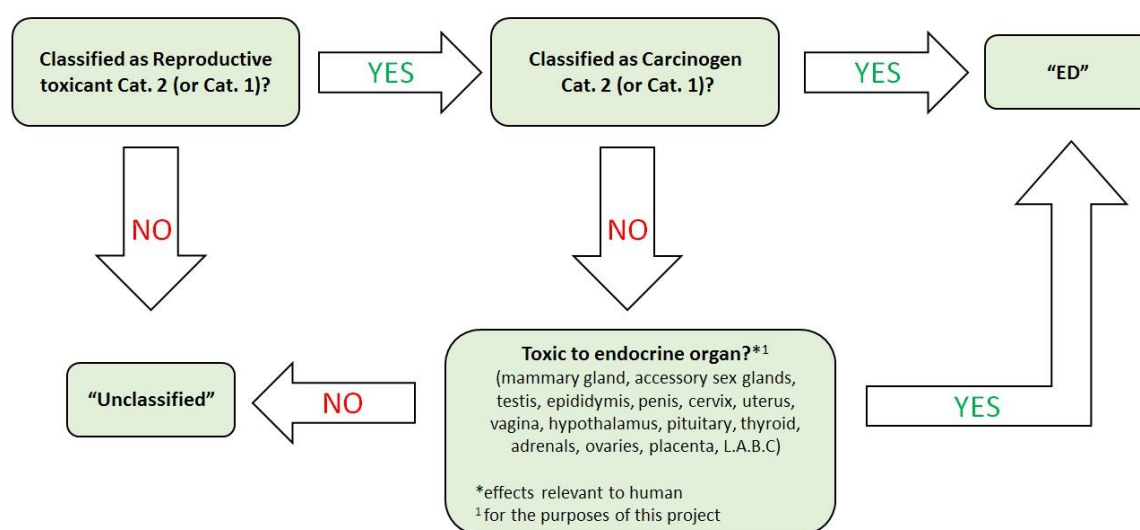 Classified as Reproductive
toxicant Cat. 2 (or Cat. 1)?
YES
Classified as Carcinogen
Cat. 2 (or Cat. 1)?
YES
“ED”
NO
NO
“Unclassified”
NO
Toxic to endocrine organ?*¹
(mammary gland, accessory sex glands,
testis, epididymis, penis, cervix, uterus,
vagina, hypothalamus, pituitary, thyroid,
adrenals, ovaries, placenta, L.A.B.C)
*effects relevant to human
¹ for the purposes of this project
YES